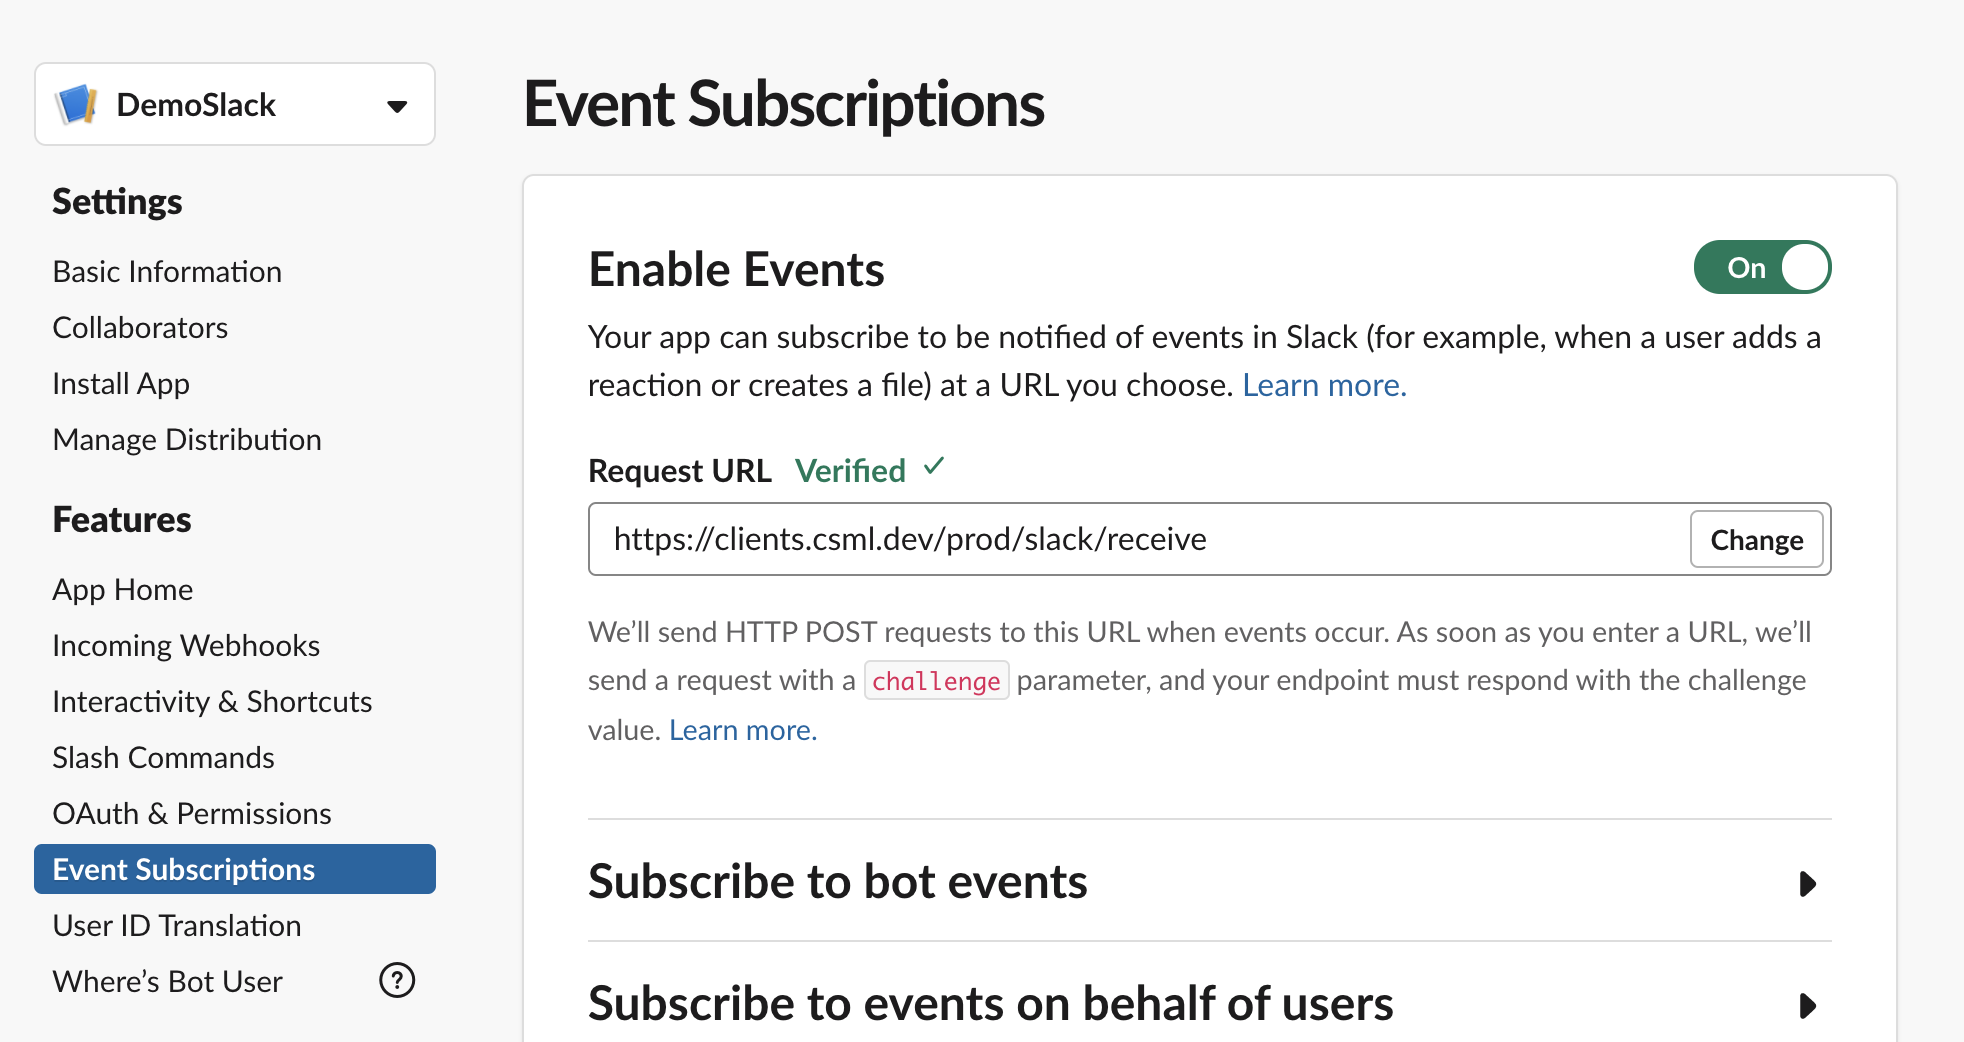 DemoSlack
Settings
Basic Information
Collaborators
Install App
Manage Distribution
Features
App Home
Incoming Webhooks
Interactivity & Shortcuts
Slash Commands
OAuth & Permissions
Event Subscriptions
User ID Translation
Where’s Bot User ?
Event Subscriptions
Enable Events On
Your app can subscribe to be notified of events in Slack (for example, when a user adds a
reaction or creates a file) at a URL you choose. Learn more.
Request URL Verified ✓
https://clients.csml.dev/prod/slack/receive Change
We’ll send HTTP POST requests to this URL when events occur. As soon as you enter a URL, we’ll
send a request with a challenge parameter, and your endpoint must respond with the challenge
value. Learn more.
Subscribe to bot events
Subscribe to events on behalf of users